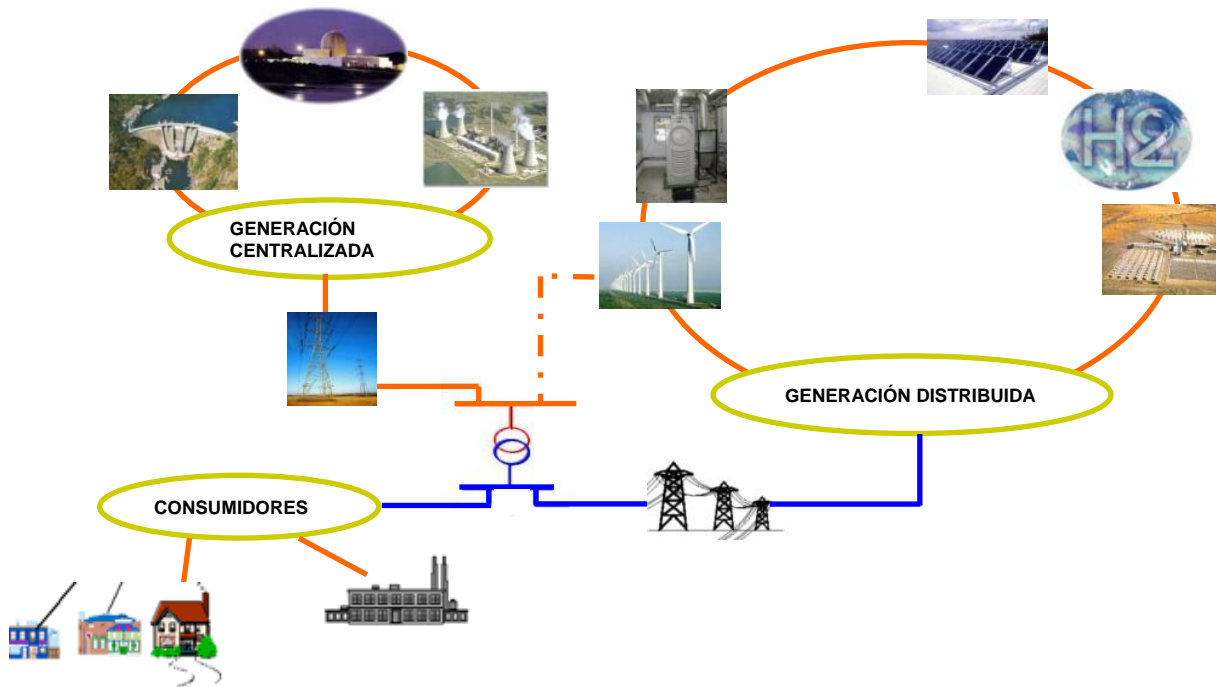 H2
GENERACIÓN
CENTRALIZADA
GENERACIÓN DISTRIBUIDA
CONSUMIDORES